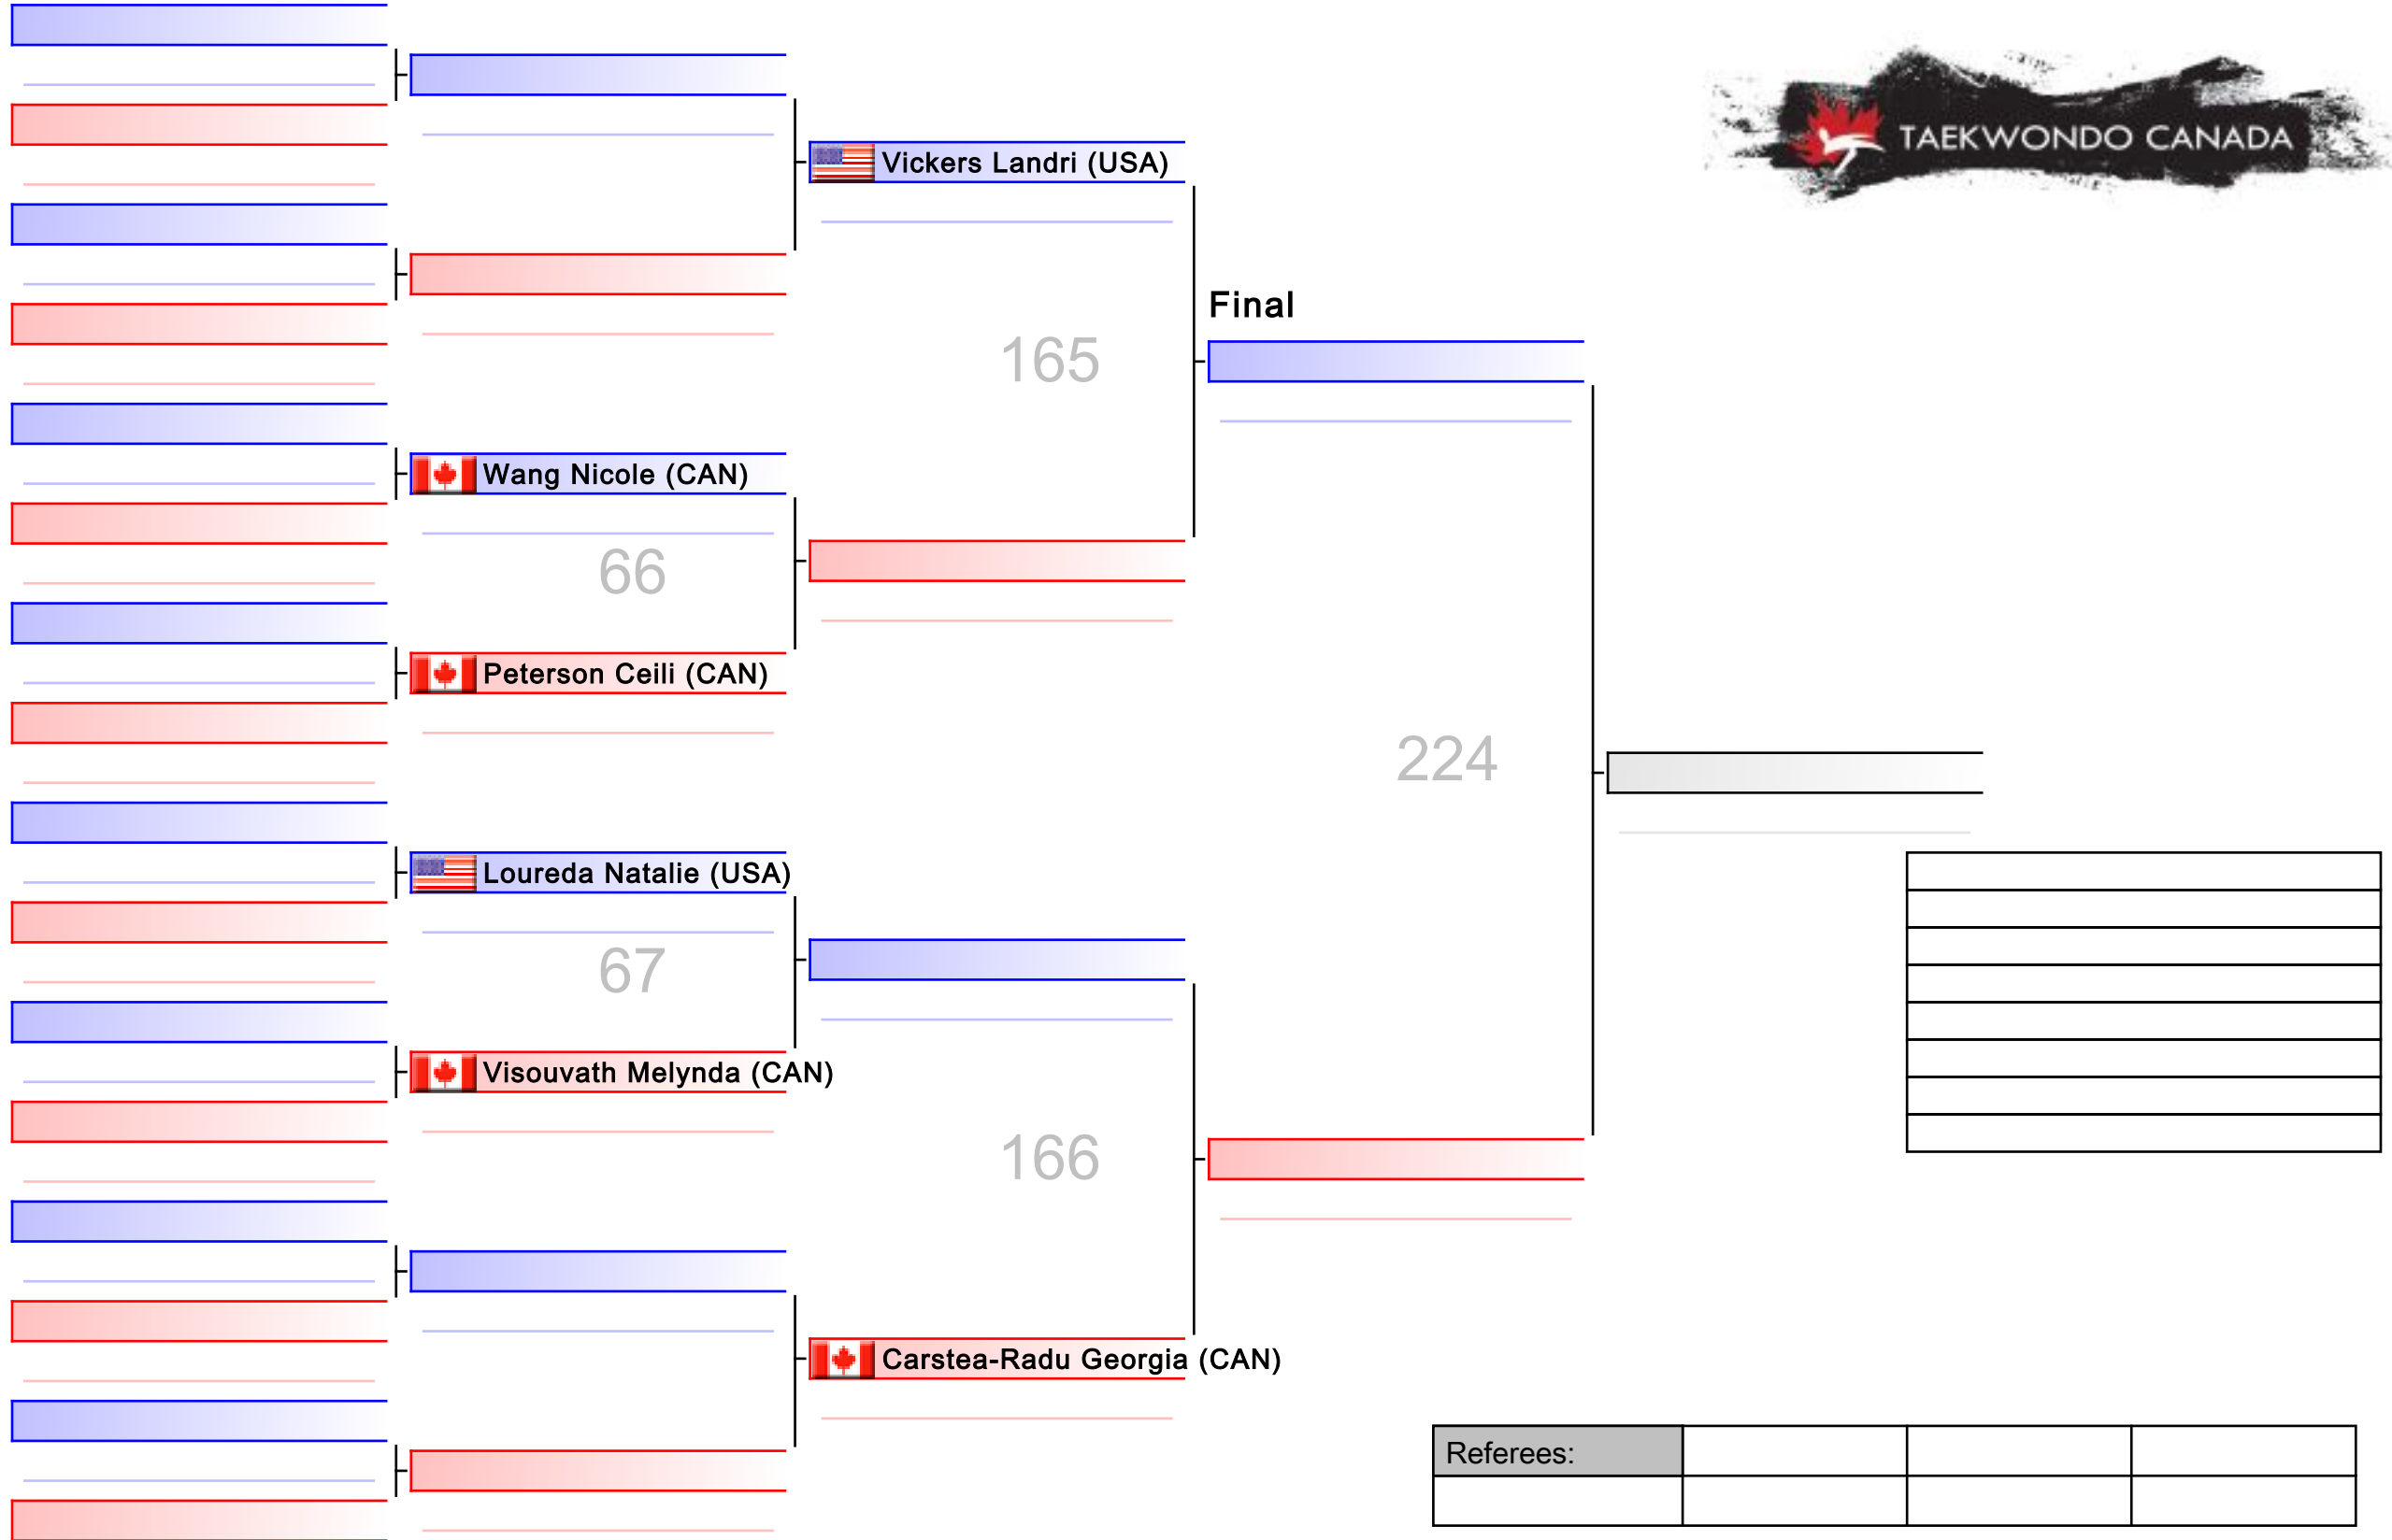 TAEKWONDO CANADA
Vickers Landri (USA)
Final
165
Wang Nicole (CAN)
66
Peterson Ceili (CAN)
224
Loureda Natalie (USA)
67
Visouvath Melynda (CAN)
166
Carstea-Radu Georgia (CAN)
Referees: